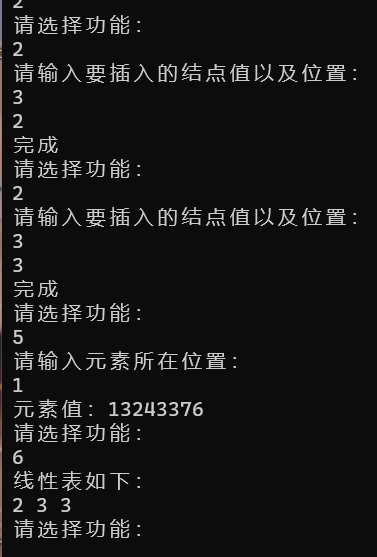 2
请选择功能:
2
请输入要插入的结点值以及位置:
3
2
完成
请选择功能:
2
请输入要插入的结点值以及位置:
3
3
完成
请选择功能:
5
请输入元素所在位置:
1
元素值: 13243376
请选择功能:
6
线性表如下:
2 3 3
请选择功能: